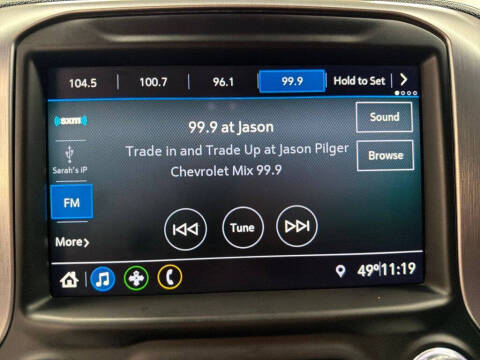 104.5 100.7 96.1 99.9 Hold to Set
sxm
99.9 at Jason
Sound
Trade in and Trade Up at Jason Pilger
Browse
Sarah's iP
Chevrolet Mix 99.9
FM
Tune
More
49° 11:19